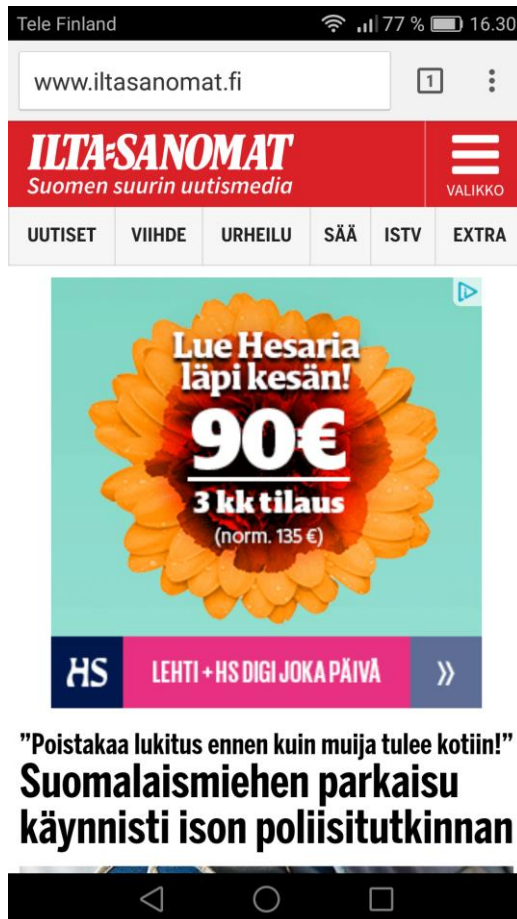 Tele Finland 77 % 16.30
www.iltasanomat.fi 1
ILTA-SANOMAT
Suomen suurin uutismedia
VALIKKO
UUTISET VIIHDE URHEILU SÄÄ ISTV EXTRA
Lue Hesaria
läpi kesän!
90€
3 kk tilaus
(norm. 135 €)
HS LEHTI + HS DIGI JOKA PÄIVÄ »
”Poistakaa lukitus ennen kuin muija tulee kotiin!”
Suomalaismiehen parkaisu
käynnisti ison poliisitutkinnan